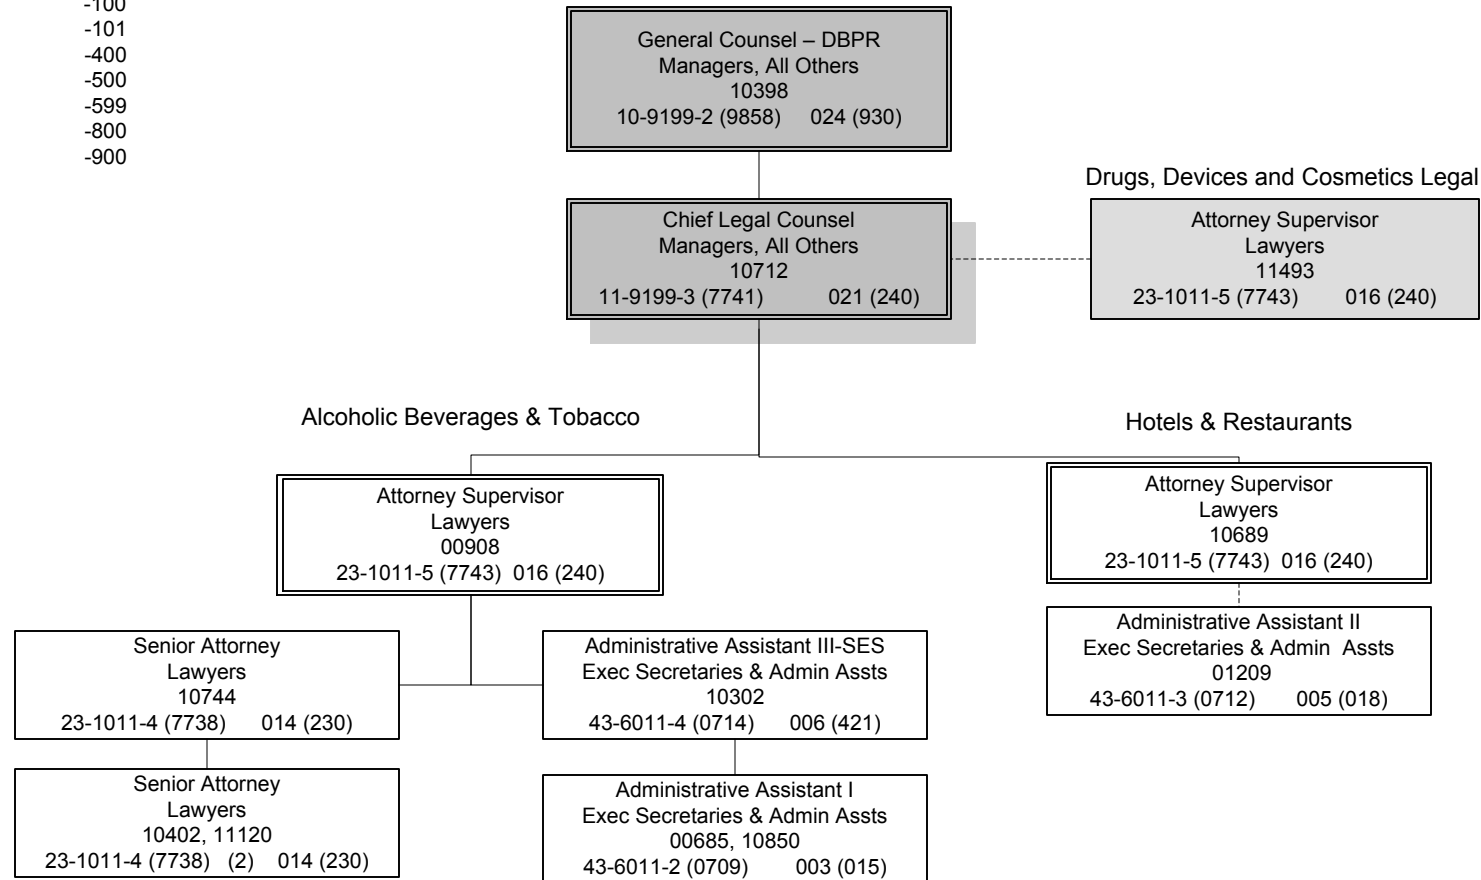 -100
-101
-400
-500
-599
-800
-900
General Counsel – DBPR
Managers, All Others
10398
10-9199-2 (9858) 024 (930)
Drugs, Devices and Cosmetics Legal
Chief Legal Counsel
Managers, All Others
10712
11-9199-3 (7741) 021 (240)
Attorney Supervisor
Lawyers
11493
23-1011-5 (7743) 016 (240)
Alcoholic Beverages & Tobacco
Hotels & Restaurants
Attorney Supervisor
Lawyers
00908
23-1011-5 (7743) 016 (240)
Attorney Supervisor
Lawyers
10689
23-1011-5 (7743) 016 (240)
Senior Attorney
Lawyers
10744
23-1011-4 (7738) 014 (230)
Administrative Assistant III-SES
Exec Secretaries & Admin Assts
10302
43-6011-4 (0714) 006 (421)
Administrative Assistant II
Exec Secretaries & Admin Assts
01209
43-6011-3 (0712) 005 (018)
Senior Attorney
Lawyers
10402, 11120
23-1011-4 (7738) (2) 014 (230)
Administrative Assistant I
Exec Secretaries & Admin Assts
00685, 10850
43-6011-2 (0709) 003 (015)